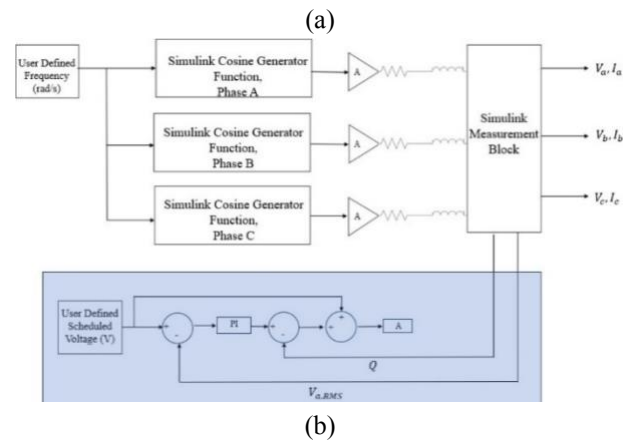 (a)
User Defined
Frequency
(rad/s)
Simulink Cosine Generator
Function,
Phase A
A
Simulink Cosine Generator
Function,
Phase B
A
Simulink Cosine Generator
Function,
Phase C
A
Simulink
Measurement
Block
Va, Ia
Vb, Ib
Vc, Ic
User Defined
Scheduled
Voltage (V)
+
-
PI
+
-
+
+
A
Q
Va,RMS
(b)